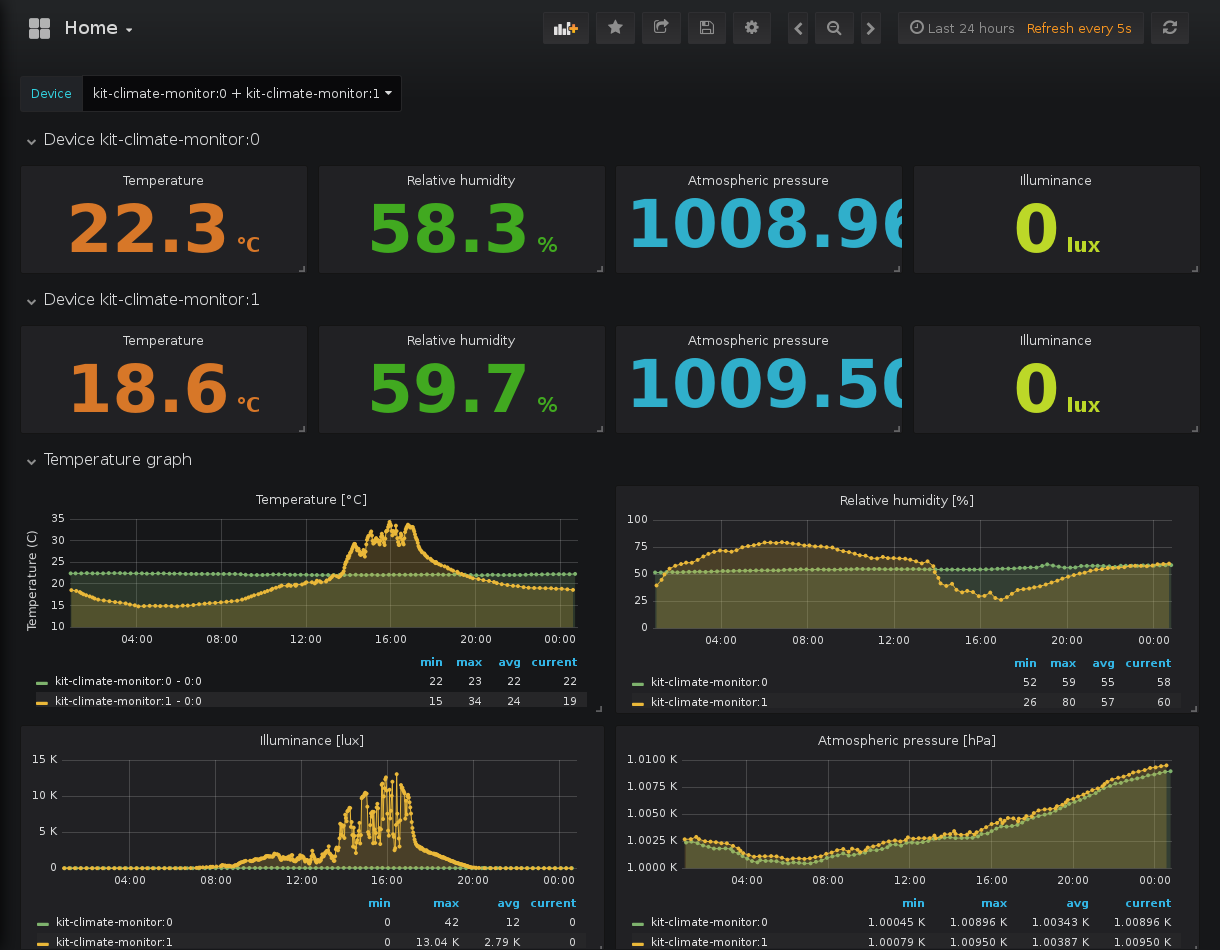 Home
Last 24 hours Refresh every 5s
Device kit-climate-monitor:0 + kit-climate-monitor:1
Device kit-climate-monitor:0
Temperature Relative humidity Atmospheric pressure Illuminance
22.3 °C 58.3 % 1008.96 0 lux
Device kit-climate-monitor:1
Temperature Relative humidity Atmospheric pressure Illuminance
18.6 °C 59.7 % 1009.50 0 lux
Temperature graph
Temperature [°C]
Temperature (C)
35
30
25
20
15
10
04:00 08:00 12:00 16:00 20:00 00:00
min max avg current
kit-climate-monitor:0 - 0:0 22 23 22 22
kit-climate-monitor:1 - 0:0 15 34 24 19
Relative humidity [%]
100
75
50
25
0
04:00 08:00 12:00 16:00 20:00 00:00
min max avg current
kit-climate-monitor:0 52 59 55 58
kit-climate-monitor:1 26 80 57 60
Illuminance [lux]
15 K
10 K
5 K
0
04:00 08:00 12:00 16:00 20:00 00:00
min max avg current
kit-climate-monitor:0 0 42 12 0
kit-climate-monitor:1 0 13.04 K 2.79 K 0
Atmospheric pressure [hPa]
1.0100 K
1.0075 K
1.0050 K
1.0025 K
1.0000 K
04:00 08:00 12:00 16:00 20:00 00:00
min max avg current
kit-climate-monitor:0 1.00045 K 1.00896 K 1.00343 K 1.00896 K
kit-climate-monitor:1 1.00079 K 1.00950 K 1.00387 K 1.00950 K